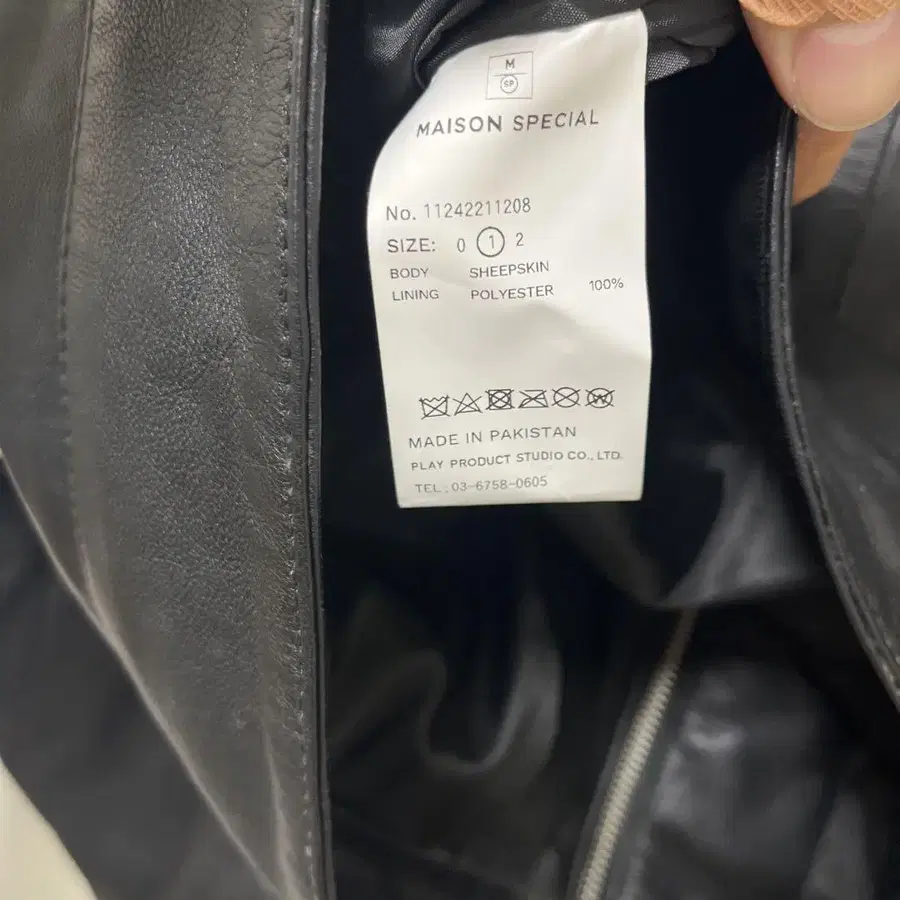 M
SP
MAISON SPECIAL
No. 11242211208
SIZE: 0 1 2
BODY SHEEPSKIN
LINING POLYESTER 100%
MADE IN PAKISTAN
PLAY PRODUCT STUDIO CO., LTD.
TEL : 03-6758-0605